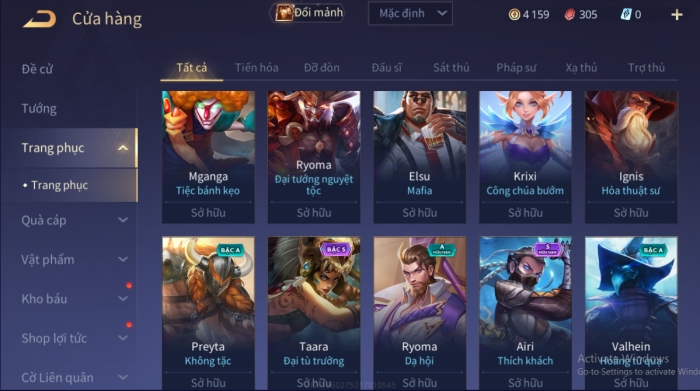 Cửa hàng
Đổi mảnh
Mặc định
4 159
305
0
Đề cử
Tướng
Trang phục
• Trang phục
Quà cáp
Vật phẩm
Kho báu
Shop lợi tức
Cờ Liên quân
Tất cả Tiến hóa Đỡ đòn Đấu sĩ Sát thủ Pháp sư Xạ thủ Trợ thủ
Mganga
Tiệc bánh kẹo
Sở hữu
Ryoma
Đại tướng nguyệt
tộc
Sở hữu
Elsu
Mafia
Sở hữu
Krixi
Công chúa bướm
Sở hữu
Ignis
Hỏa thuật sư
Sở hữu
BẬC A
Preyta
Không tặc
Sở hữu
BẬC S
Taara
Đại tù trưởng
Sở hữu
A
HỮU HẠN
Ryoma
Dạ hội
Sở hữu
S
HỮU HẠN
Airi
Thích khách
Sở hữu
BẬC A
Valhein
Hoàng tử quạ
Sở hữu
Activate Windows
Go to Settings to activate Wind